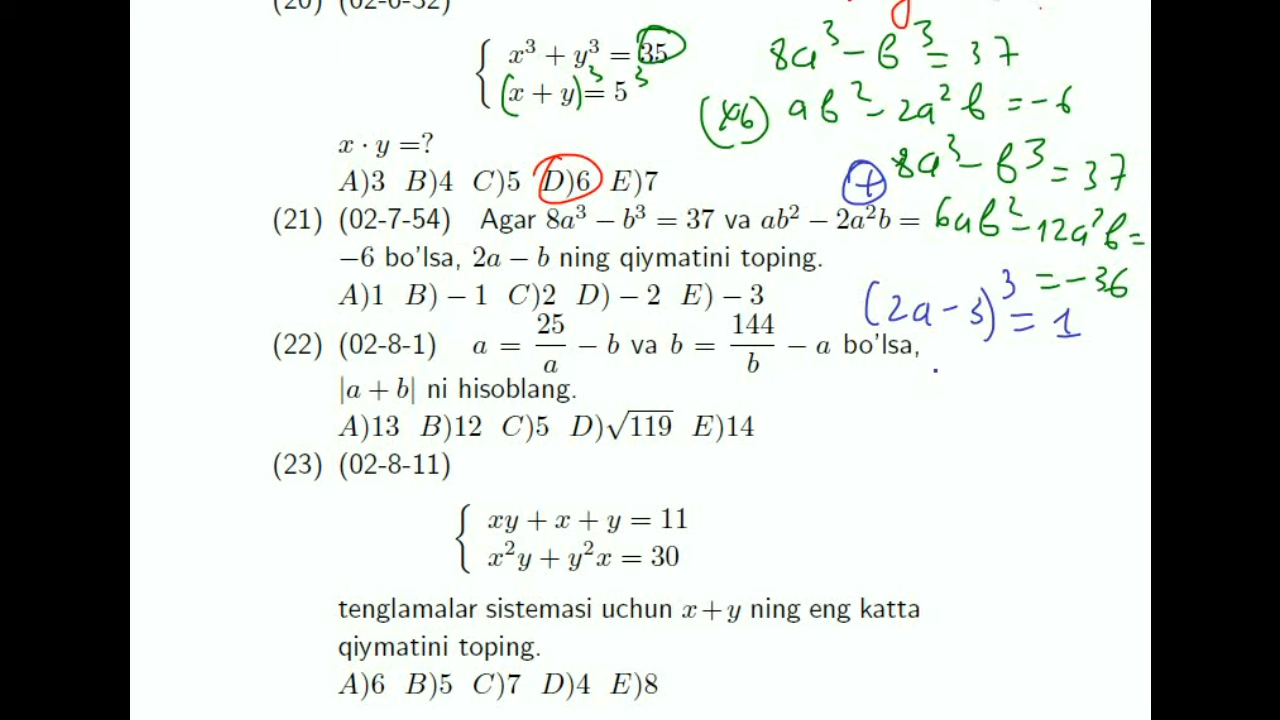 (20) (02-6-52)
x³ + y³ = 35
(x + y)³ = 5³
x · y =?
A)3 B)4 C)5 D)6 E)7
(21) (02-7-54) Agar 8a³ − b³ = 37 va ab² − 2a²b =
−6 bo'lsa, 2a − b ning qiymatini toping.
A)1 B) − 1 C)2 D) − 2 E) − 3
(22) (02-8-1) a = 25/a − b va b = 144/b − a bo'lsa,
|a + b| ni hisoblang.
A)13 B)12 C)5 D)√119 E)14
(23) (02-8-11)
xy + x + y = 11
x²y + y²x = 30
tenglamalar sistemasi uchun x + y ning eng katta
qiymatini toping.
A)6 B)5 C)7 D)4 E)8
8a³ − b³ = 37
(x6) ab² − 2a²b = −6
+ 8a³ − b³ = 37
6ab² − 12a²b =
= −36
(2a − 3)³ = 1